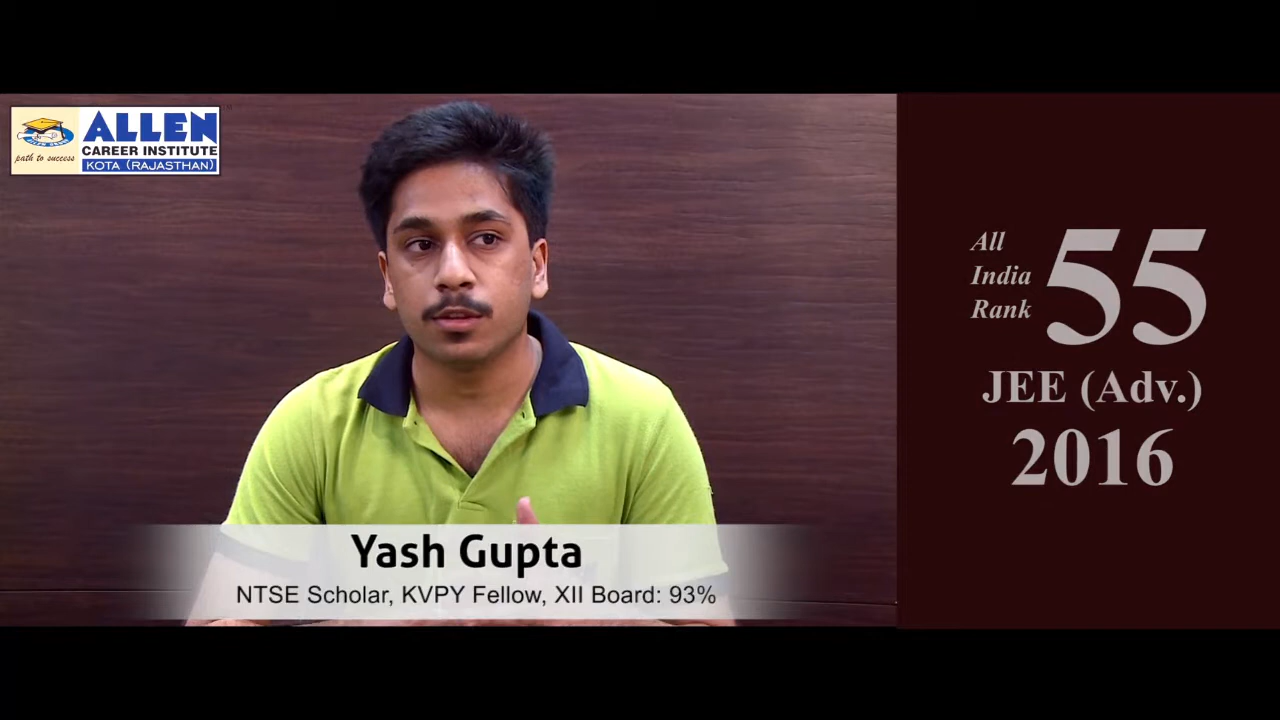 ALLEN
CAREER INSTITUTE
KOTA (RAJASTHAN)
path to success
All
India
Rank
55
JEE (Adv.)
2016
Yash Gupta
NTSE Scholar, KVPY Fellow, XII Board: 93%